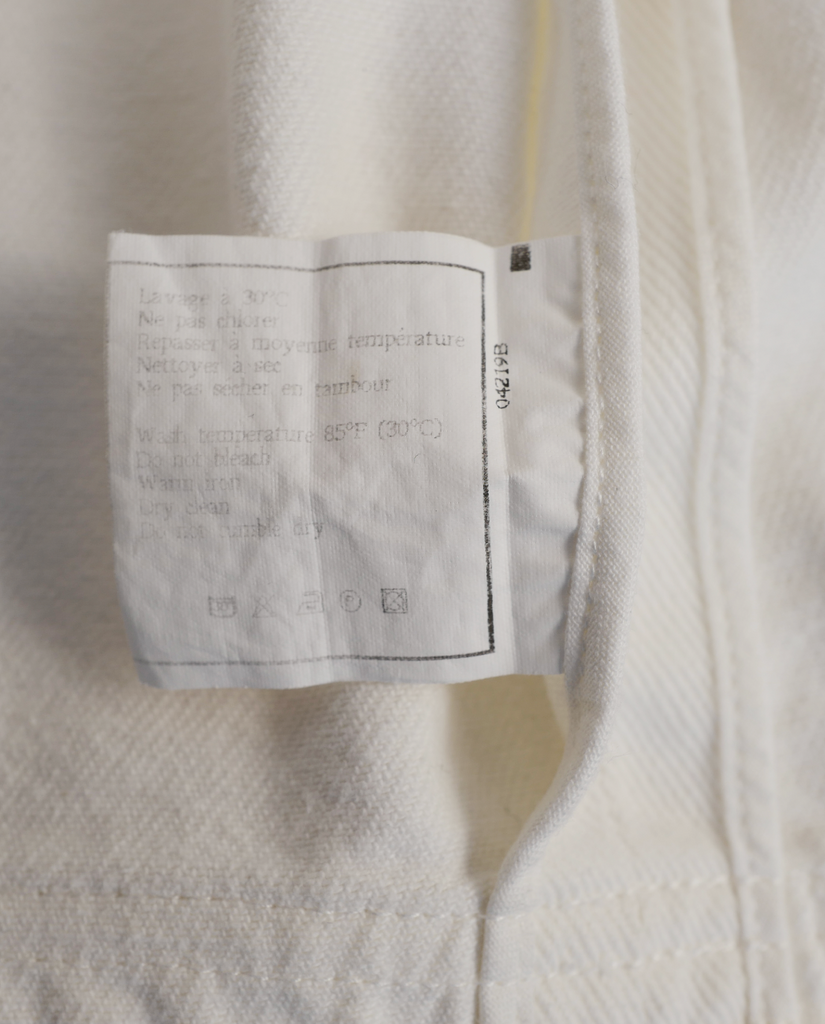 Lavage à 30°C
Ne pas chlorer
Repasser à moyenne température
Nettoyer à sec
Ne pas sécher en tambour
Wash temperature 85°F (30°C)
Do not bleach
Warm iron
Dry clean
Do not tumble dry
P
04219B